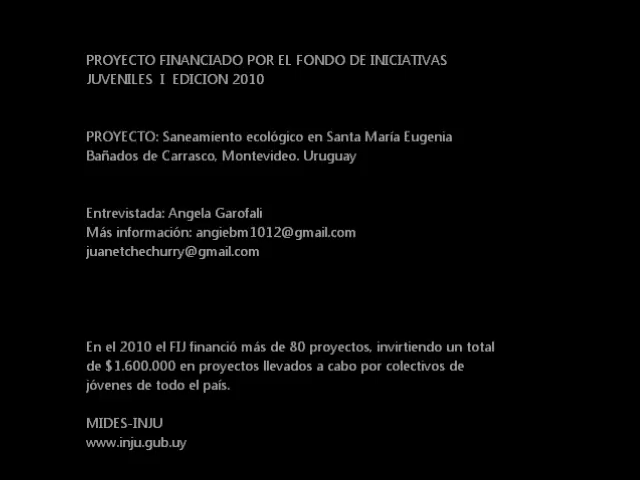 PROYECTO FINANCIADO POR EL FONDO DE INICIATIVAS
JUVENILES I EDICION 2010
PROYECTO: Saneamiento ecológico en Santa María Eugenia
Bañados de Carrasco, Montevideo. Uruguay
Entrevistada: Angela Garofali
Más información: angiebm1012@gmail.com
juanetchechurry@gmail.com
En el 2010 el FIJ financió más de 80 proyectos, invirtiendo un total
de $1.600.000 en proyectos llevados a cabo por colectivos de
jóvenes de todo el país.
MIDES-INJU
www.inju.gub.uy